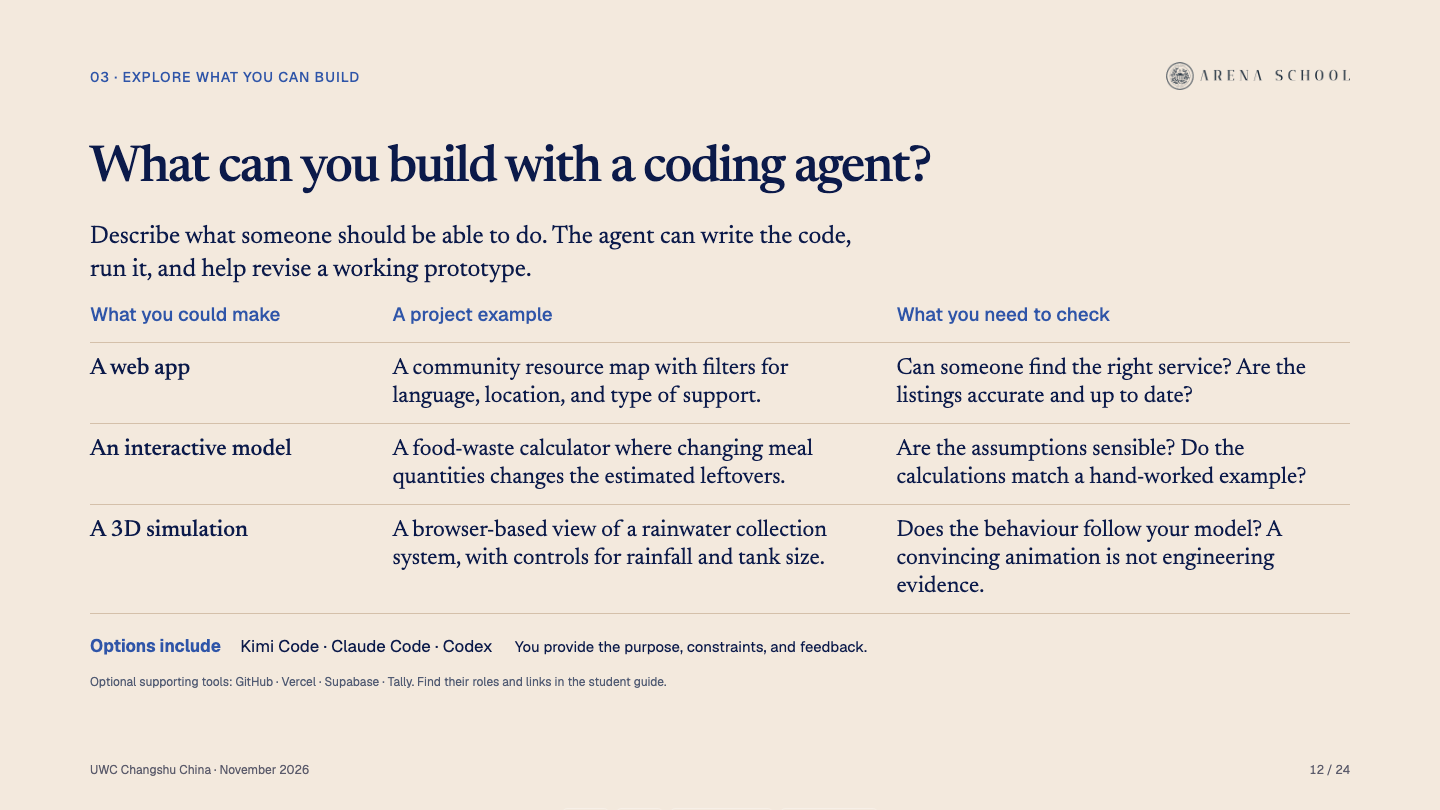 03 · EXPLORE WHAT YOU CAN BUILD
ARENA SCHOOL
What can you build with a coding agent?
Describe what someone should be able to do. The agent can write the code,
run it, and help revise a working prototype.
What you could make
A project example
What you need to check
A web app
A community resource map with filters for
language, location, and type of support.
Can someone find the right service? Are the
listings accurate and up to date?
An interactive model
A food-waste calculator where changing meal
quantities changes the estimated leftovers.
Are the assumptions sensible? Do the
calculations match a hand-worked example?
A 3D simulation
A browser-based view of a rainwater collection
system, with controls for rainfall and tank size.
Does the behaviour follow your model? A
convincing animation is not engineering
evidence.
Options include Kimi Code · Claude Code · Codex You provide the purpose, constraints, and feedback.
Optional supporting tools: GitHub · Vercel · Supabase · Tally. Find their roles and links in the student guide.
UWC Changshu China · November 2026
12 / 24